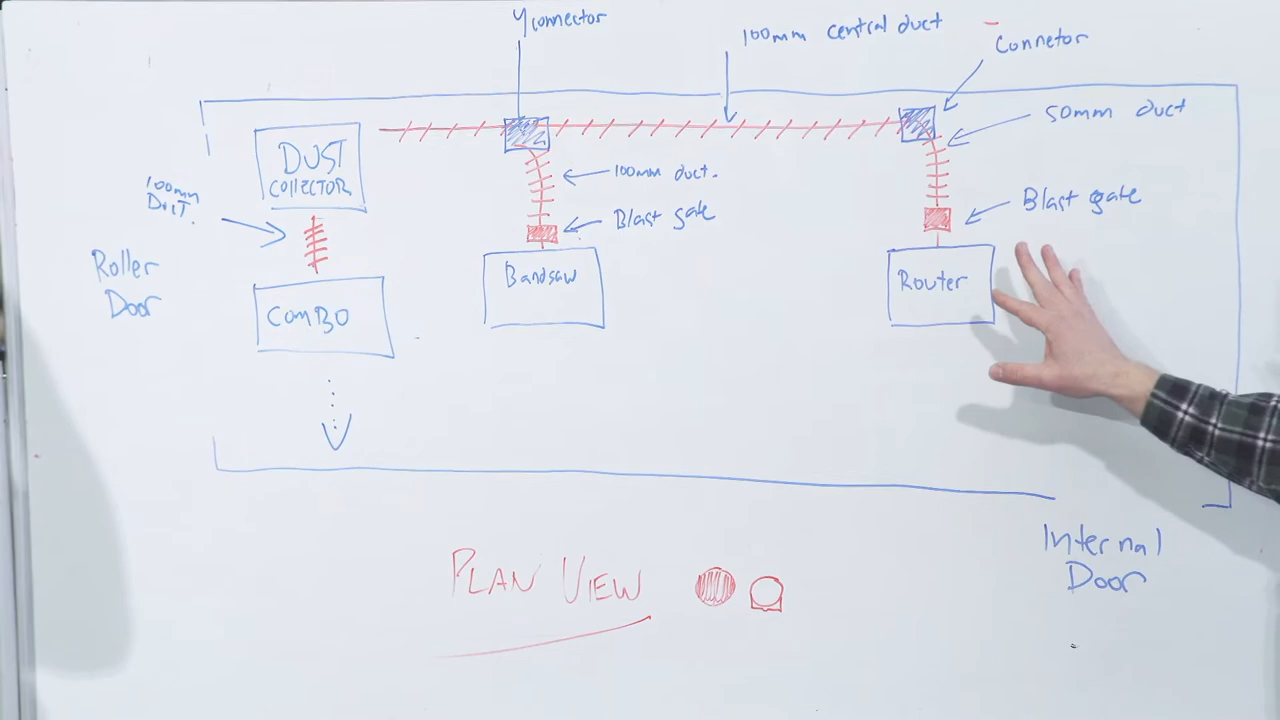 Y connector
100mm central duct
Connetor
50mm duct
DUST
COLLECTOR
100mm
DucT.
100mm duct.
Blast gate
Blast gate
Roller
Door
COMBO
Bandsaw
Router
PLAN VIEW
Internal
Door